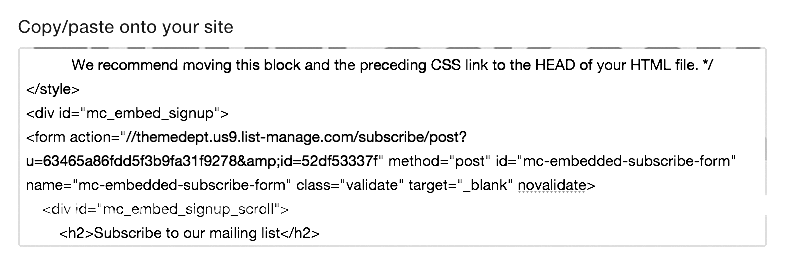 Copy/paste onto your site
We recommend moving this block and the preceding CSS link to the HEAD of your HTML file. */
</style>
<div id="mc_embed_signup">
<form action="//themedept.us9.list-manage.com/subscribe/post?
u=63465a86fdd5f3b9fa31f9278&amp;id=52df53337f" method="post" id="mc-embedded-subscribe-form"
name="mc-embedded-subscribe-form" class="validate" target="_blank" novalidate>
<div id="mc_embed_signup_scroll">
<h2>Subscribe to our mailing list</h2>